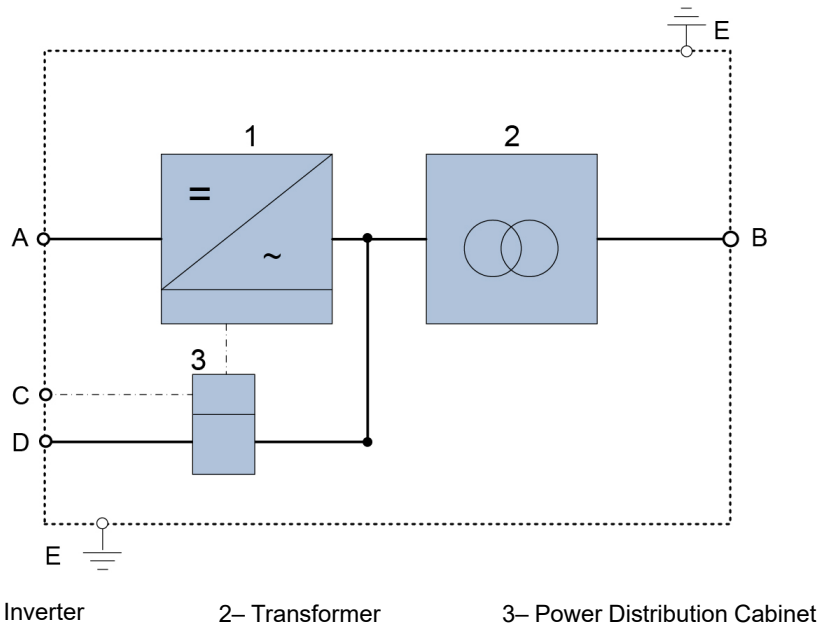 E
1
2
=
~
A
B
3
C
D
E
Inverter 2– Transformer 3– Power Distribution Cabinet